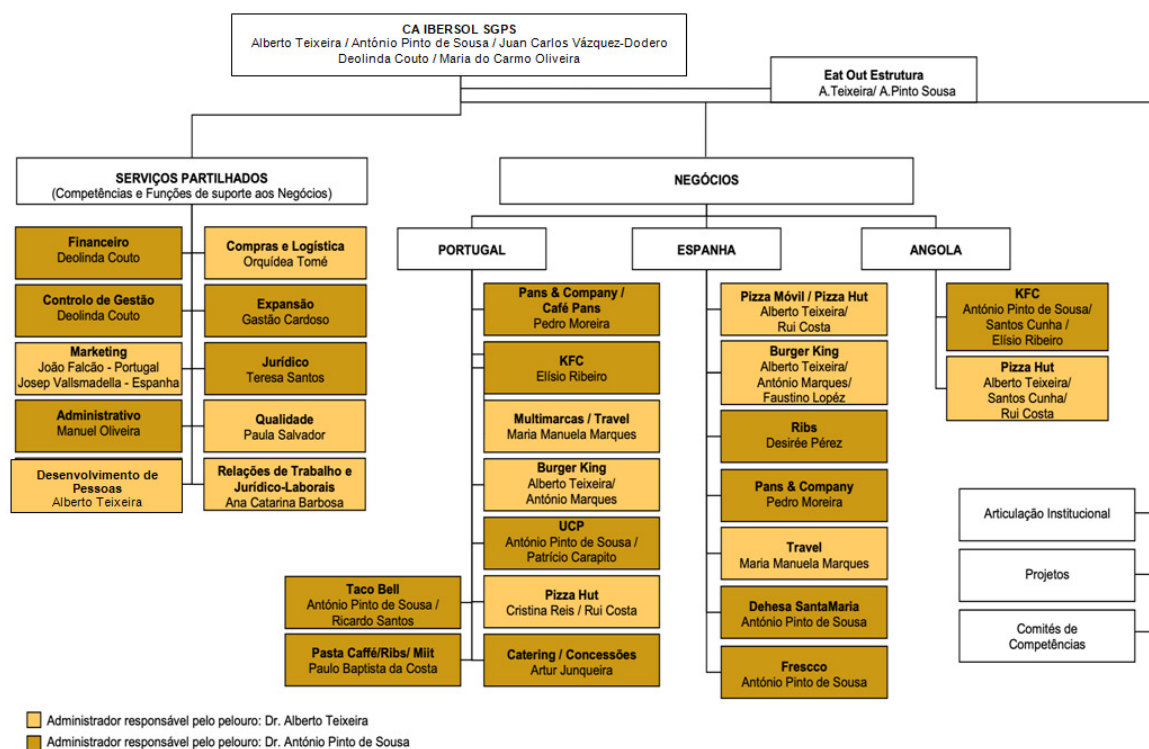 CA IBERSOL SGPS
Alberto Teixeira / António Pinto de Sousa / Juan Carlos Vázquez-Dodero
Deolinda Couto / Maria do Carmo Oliveira
Eat Out Estrutura
A.Teixeira/ A.Pinto Sousa
SERVIÇOS PARTILHADOS
(Competências e Funções de suporte aos Negócios)
NEGÓCIOS
Financeiro
Deolinda Couto
Compras e Logística
Orquídea Tomé
Controlo de Gestão
Deolinda Couto
Expansão
Gastão Cardoso
Marketing
João Falcão - Portugal
Josep Vallsmadella - Espanha
Jurídico
Teresa Santos
Administrativo
Manuel Oliveira
Qualidade
Paula Salvador
Desenvolvimento de
Pessoas
Alberto Teixeira
Relações de Trabalho e
Jurídico-Laborais
Ana Catarina Barbosa
PORTUGAL
Pans & Company /
Café Pans
Pedro Moreira
KFC
Elísio Ribeiro
Multimarcas / Travel
Maria Manuela Marques
Burger King
Alberto Teixeira/
António Marques
UCP
António Pinto de Sousa /
Patrício Carapito
Taco Bell
António Pinto de Sousa /
Ricardo Santos
Pizza Hut
Cristina Reis / Rui Costa
Pasta Caffé/Ribs/ Miit
Paulo Baptista da Costa
Catering / Concessões
Artur Junqueira
ESPANHA
Pizza Móvil / Pizza Hut
Alberto Teixeira/
Rui Costa
Burger King
Alberto Teixeira/
António Marques/
Faustino Lopéz
Ribs
Desirée Pérez
Pans & Company
Pedro Moreira
Travel
Maria Manuela Marques
Dehesa SantaMaria
António Pinto de Sousa
Frescco
António Pinto de Sousa
ANGOLA
KFC
António Pinto de Sousa/
Santos Cunha /
Elísio Ribeiro
Pizza Hut
Alberto Teixeira/
Santos Cunha/
Rui Costa
Articulação Institucional
Projetos
Comités de
Competências
Administrador responsável pelo pelouro: Dr. Alberto Teixeira
Administrador responsável pelo pelouro: Dr. António Pinto de Sousa